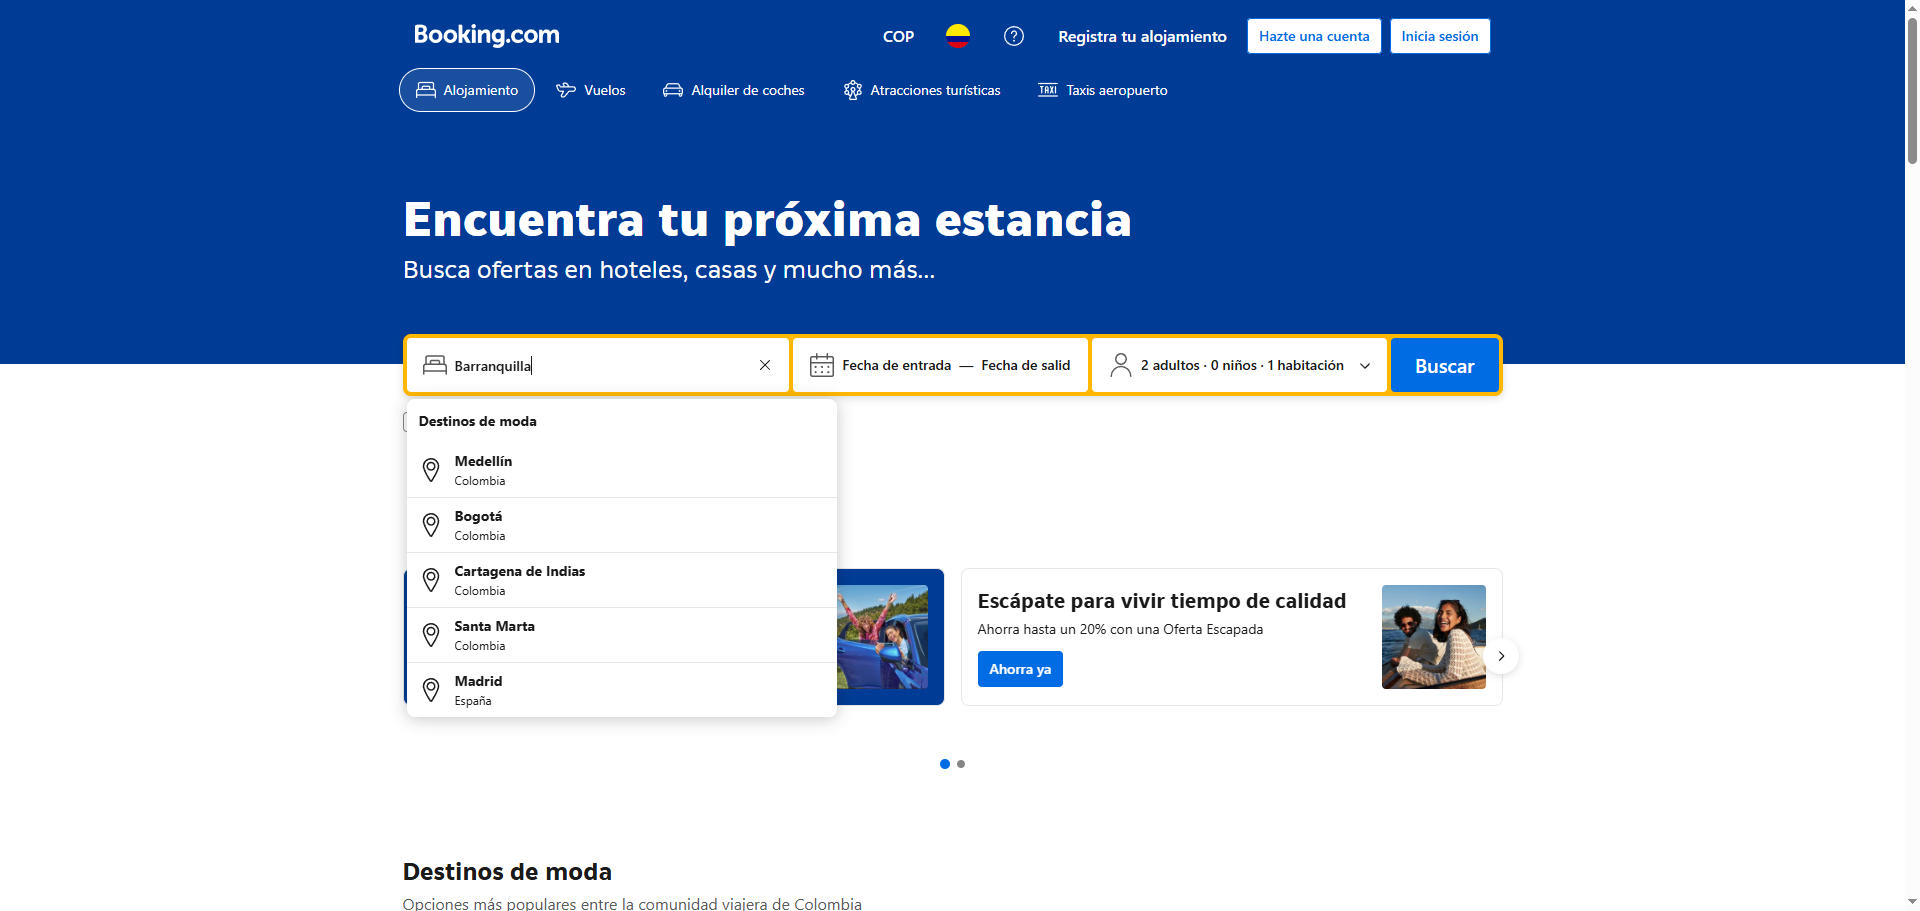 Booking.com
COP
Registra tu alojamiento
Hazte una cuenta
Inicia sesión
Alojamiento
Vuelos
Alquiler de coches
Atracciones turísticas
TAXI
Taxis aeropuerto
Encuentra tu próxima estancia
Busca ofertas en hoteles, casas y mucho más...
Barranquilla
Fecha de entrada — Fecha de salid
2 adultos · 0 niños · 1 habitación
Buscar
Destinos de moda
Medellín
Colombia
Bogotá
Colombia
Cartagena de Indias
Colombia
Santa Marta
Colombia
Madrid
España
Escápate para vivir tiempo de calidad
Ahorra hasta un 20% con una Oferta Escapada
Ahorra ya
Destinos de moda
Opciones más populares entre la comunidad viajera de Colombia